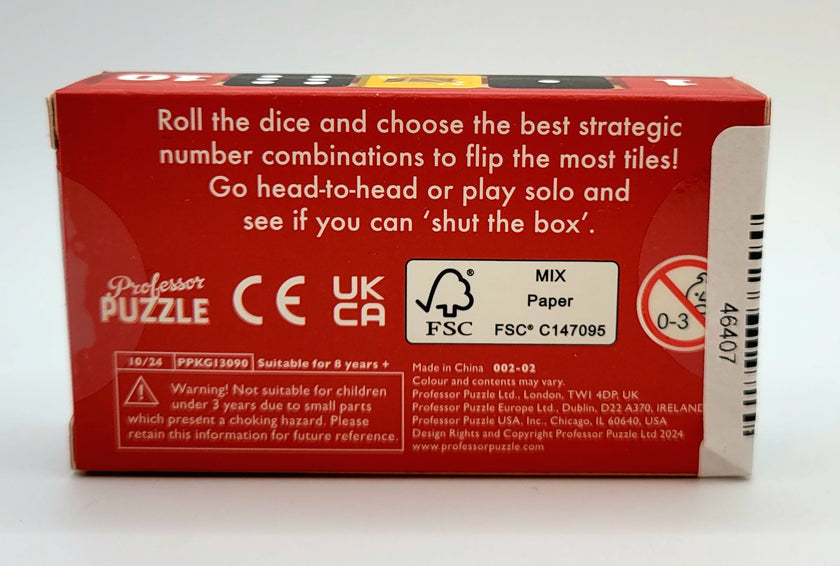 10
1
Roll the dice and choose the best strategic
number combinations to flip the most tiles!
Go head-to-head or play solo and
see if you can ‘shut the box’.
Professor
PUZZLE
CE
UK
CA
FSC®
MIX
Paper
FSC® C147095
0-3
46407
10/24 PPKG13090 Suitable for 8 years +
Warning! Not suitable for children
under 3 years due to small parts
which present a choking hazard. Please
retain this information for future reference.
Made in China 002-02
Colour and contents may vary.
Professor Puzzle Ltd., London, TW1 4DP, UK
Professor Puzzle Europe Ltd., Dublin, D22 A370, IRELAND
Professor Puzzle USA, Inc., Chicago, IL 60640, USA
Design Rights and Copyright Professor Puzzle Ltd 2024
www.professorpuzzle.com